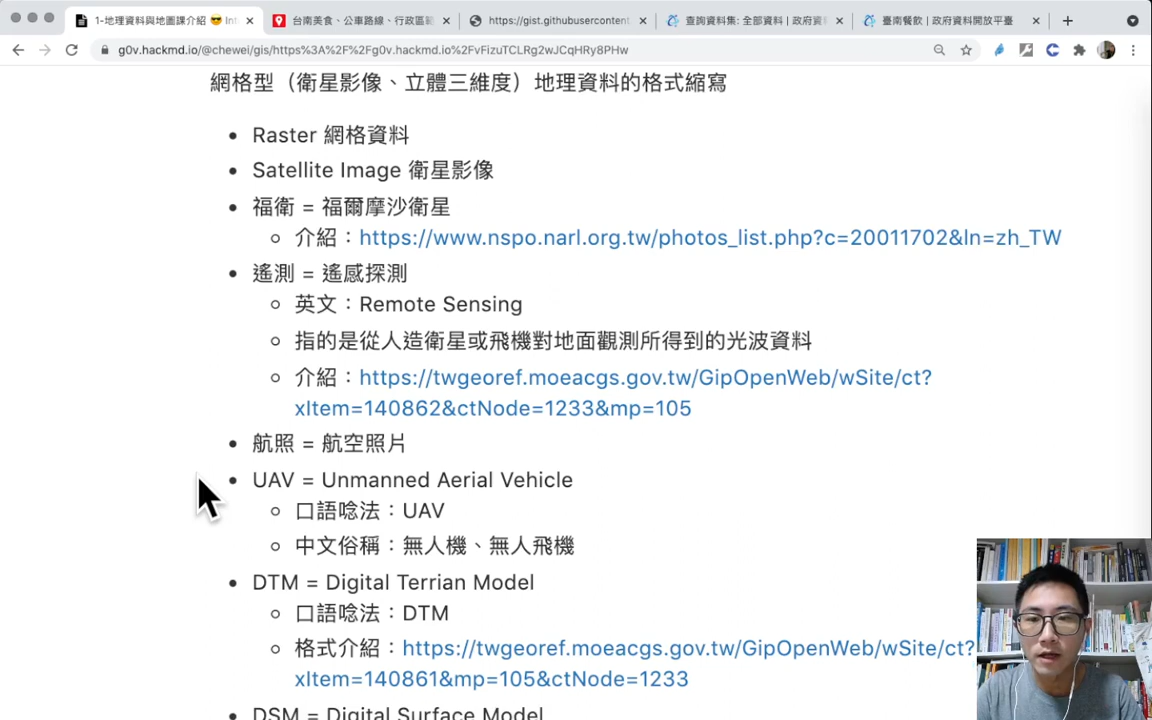 1-地理資料與地圖課介紹 😎 Int
台南美食、公車路線、行政區範
https://gist.githubusercontent
查詢資料集: 全部資料 | 政府資
臺南餐飲 | 政府資料開放平臺
g0v.hackmd.io/@chewei/gis/https%3A%2F%2Fg0v.hackmd.io%2FvFizuTCLRg2wJCqHRy8PHw
網格型（衛星影像、立體三維度）地理資料的格式縮寫
Raster 網格資料
Satellite Image 衛星影像
福衛 = 福爾摩沙衛星
介紹：https://www.nspo.narl.org.tw/photos_list.php?c=20011702&ln=zh_TW
遙測 = 遙感探測
英文：Remote Sensing
指的是從人造衛星或飛機對地面觀測所得到的光波資料
介紹：https://twgeoref.moeacgs.gov.tw/GipOpenWeb/wSite/ct?
xItem=140862&ctNode=1233&mp=105
航照 = 航空照片
UAV = Unmanned Aerial Vehicle
口語唸法：UAV
中文俗稱：無人機、無人飛機
DTM = Digital Terrian Model
口語唸法：DTM
格式介紹：https://twgeoref.moeacgs.gov.tw/GipOpenWeb/wSite/ct?
xItem=140861&mp=105&ctNode=1233
DSM = Digital Surface Model